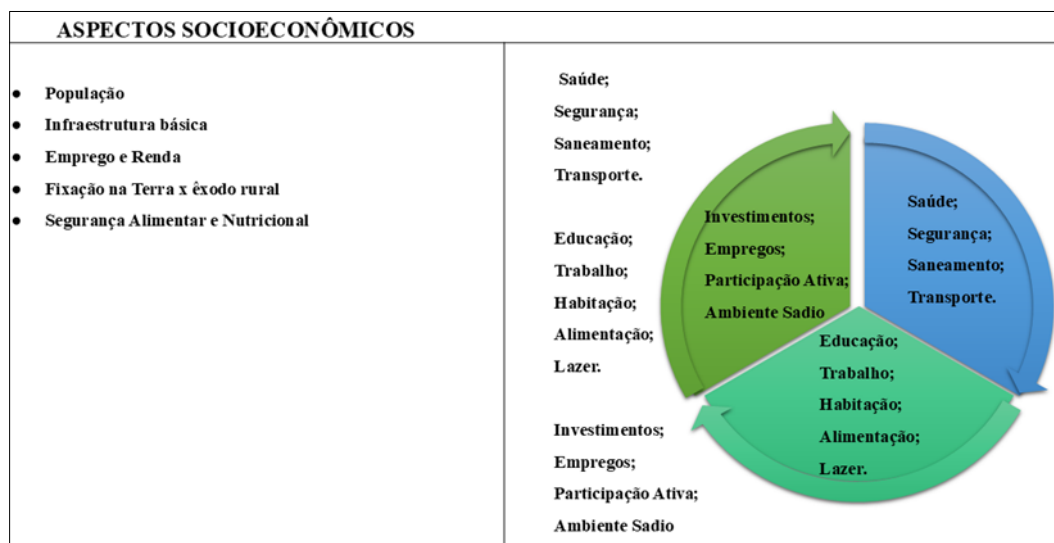 ASPECTOS SOCIOECONÔMICOS
● População
● Infraestrutura básica
● Emprego e Renda
● Fixação na Terra x êxodo rural
● Segurança Alimentar e Nutricional
Saúde;
Segurança;
Saneamento;
Transporte.
Educação;
Trabalho;
Habitação;
Alimentação;
Lazer.
Investimentos;
Empregos;
Participação Ativa;
Ambiente Sadio
Investimentos;
Empregos;
Participação Ativa;
Ambiente Sadio
Saúde;
Segurança;
Saneamento;
Transporte.
Educação;
Trabalho;
Habitação;
Alimentação;
Lazer.